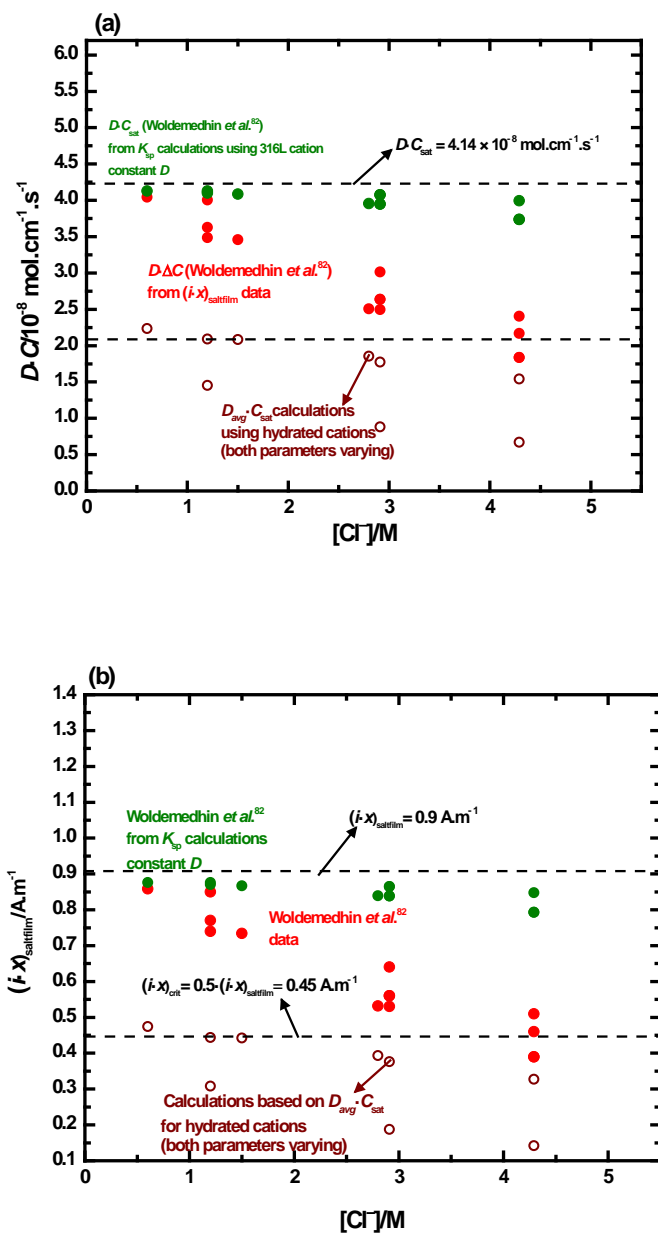 (a)
6.0
5.5
5.0
4.5
4.0
3.5
3.0
2.5
2.0
1.5
1.0
0.5
0.0
D·C/10⁻⁸ mol.cm⁻¹.s⁻¹
D·C_sat (Woldemedhin et al.⁸²)
from K_sp calculations using 316L cation
constant D
D·C_sat = 4.14 × 10⁻⁸ mol.cm⁻¹.s⁻¹
D·ΔC (Woldemedhin et al.⁸²)
from (i·x)_saltfilm data
D_avg·C_sat calculations
using hydrated cations
(both parameters varying)
0 1 2 3 4 5
[Cl⁻]/M
(b)
1.4
1.3
1.2
1.1
1.0
0.9
0.8
0.7
0.6
0.5
0.4
0.3
0.2
0.1
(i·x)_saltfilm/A.m⁻¹
Woldemedhin et al.⁸²
from K_sp calculations
constant D
(i·x)_saltfilm = 0.9 A.m⁻¹
Woldemedhin et al.⁸²
data
(i·x)_crit = 0.5·(i·x)_saltfilm = 0.45 A.m⁻¹
Calculations based on D_avg·C_sat
for hydrated cations
(both parameters varying)
0 1 2 3 4 5
[Cl⁻]/M